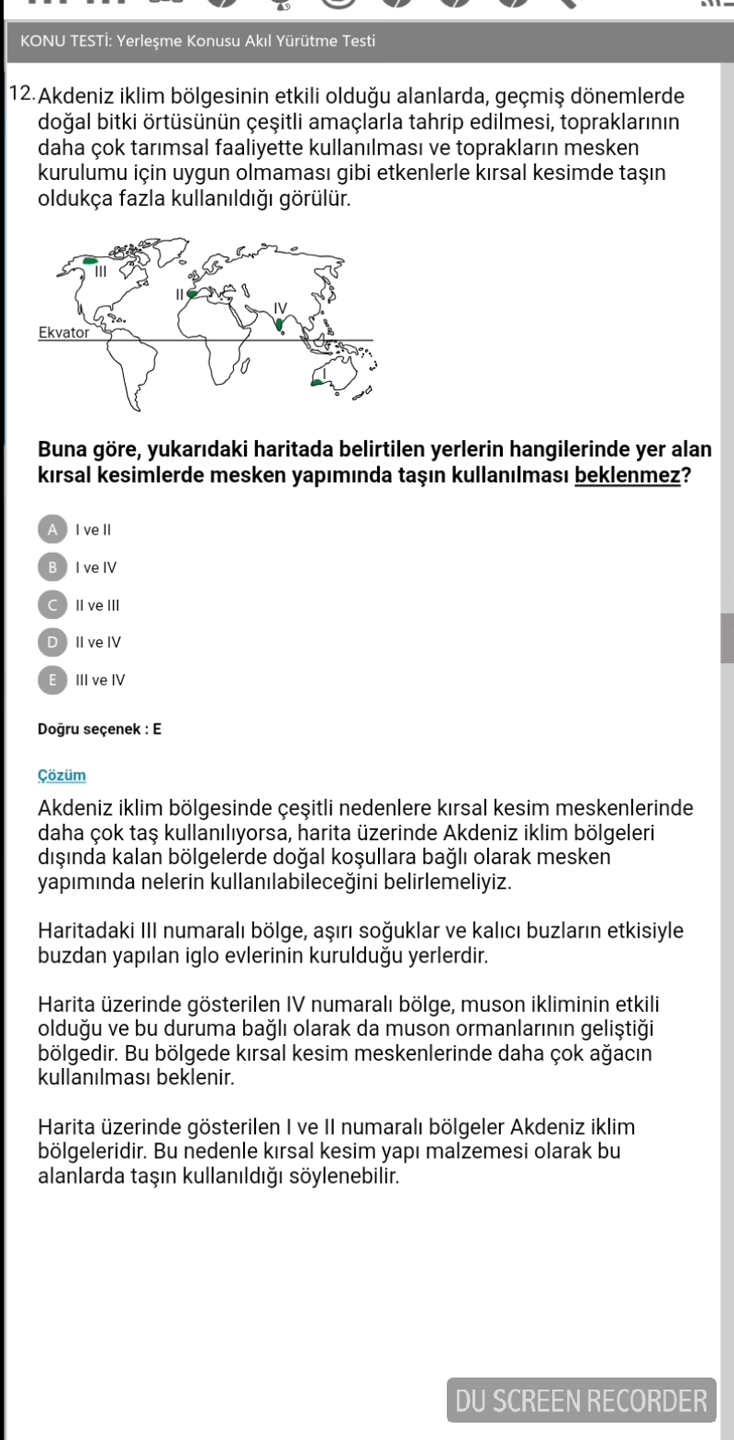 KONU TESTİ: Yerleşme Konusu Akıl Yürütme Testi
12. Akdeniz iklim bölgesinin etkili olduğu alanlarda, geçmiş dönemlerde
doğal bitki örtüsünün çeşitli amaçlarla tahrip edilmesi, topraklarının
daha çok tarımsal faaliyette kullanılması ve toprakların mesken
kurulumu için uygun olmaması gibi etkenlerle kırsal kesimde taşın
oldukça fazla kullanıldığı görülür.
III
II
IV
Ekvator
I
Buna göre, yukarıdaki haritada belirtilen yerlerin hangilerinde yer alan
kırsal kesimlerde mesken yapımında taşın kullanılması beklenmez?
A I ve II
B I ve IV
C II ve III
D II ve IV
E III ve IV
Doğru seçenek : E
Çözüm
Akdeniz iklim bölgesinde çeşitli nedenlere kırsal kesim meskenlerinde
daha çok taş kullanılıyorsa, harita üzerinde Akdeniz iklim bölgeleri
dışında kalan bölgelerde doğal koşullara bağlı olarak mesken
yapımında nelerin kullanılabileceğini belirlemeliyiz.
Haritadaki III numaralı bölge, aşırı soğuklar ve kalıcı buzların etkisiyle
buzdan yapılan iglo evlerinin kurulduğu yerlerdir.
Harita üzerinde gösterilen IV numaralı bölge, muson ikliminin etkili
olduğu ve bu duruma bağlı olarak da muson ormanlarının geliştiği
bölgedir. Bu bölgede kırsal kesim meskenlerinde daha çok ağacın
kullanılması beklenir.
Harita üzerinde gösterilen I ve II numaralı bölgeler Akdeniz iklim
bölgeleridir. Bu nedenle kırsal kesim yapı malzemesi olarak bu
alanlarda taşın kullanıldığı söylenebilir.
DU SCREEN RECORDER